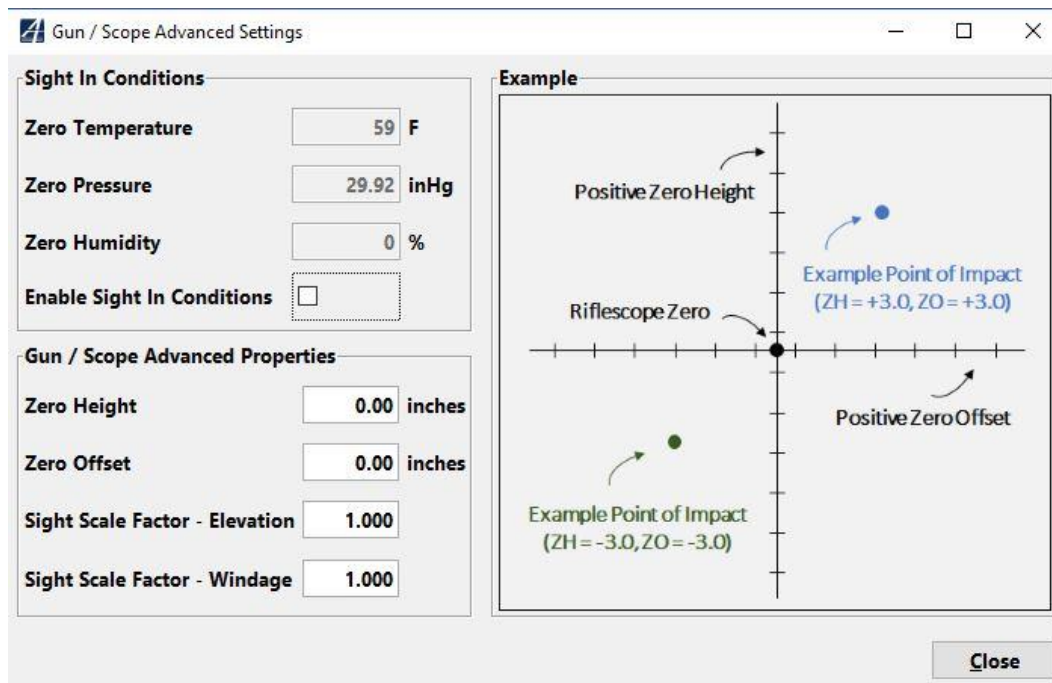 Gun / Scope Advanced Settings
Sight In Conditions
Zero Temperature 59 F
Zero Pressure 29.92 inHg
Zero Humidity 0 %
Enable Sight In Conditions
Gun / Scope Advanced Properties
Zero Height 0.00 inches
Zero Offset 0.00 inches
Sight Scale Factor - Elevation 1.000
Sight Scale Factor - Windage 1.000
Example
Positive Zero Height
Example Point of Impact
(ZH = +3.0, ZO = +3.0)
Riflescope Zero
Positive Zero Offset
Example Point of Impact
(ZH = -3.0, ZO = -3.0)
Close